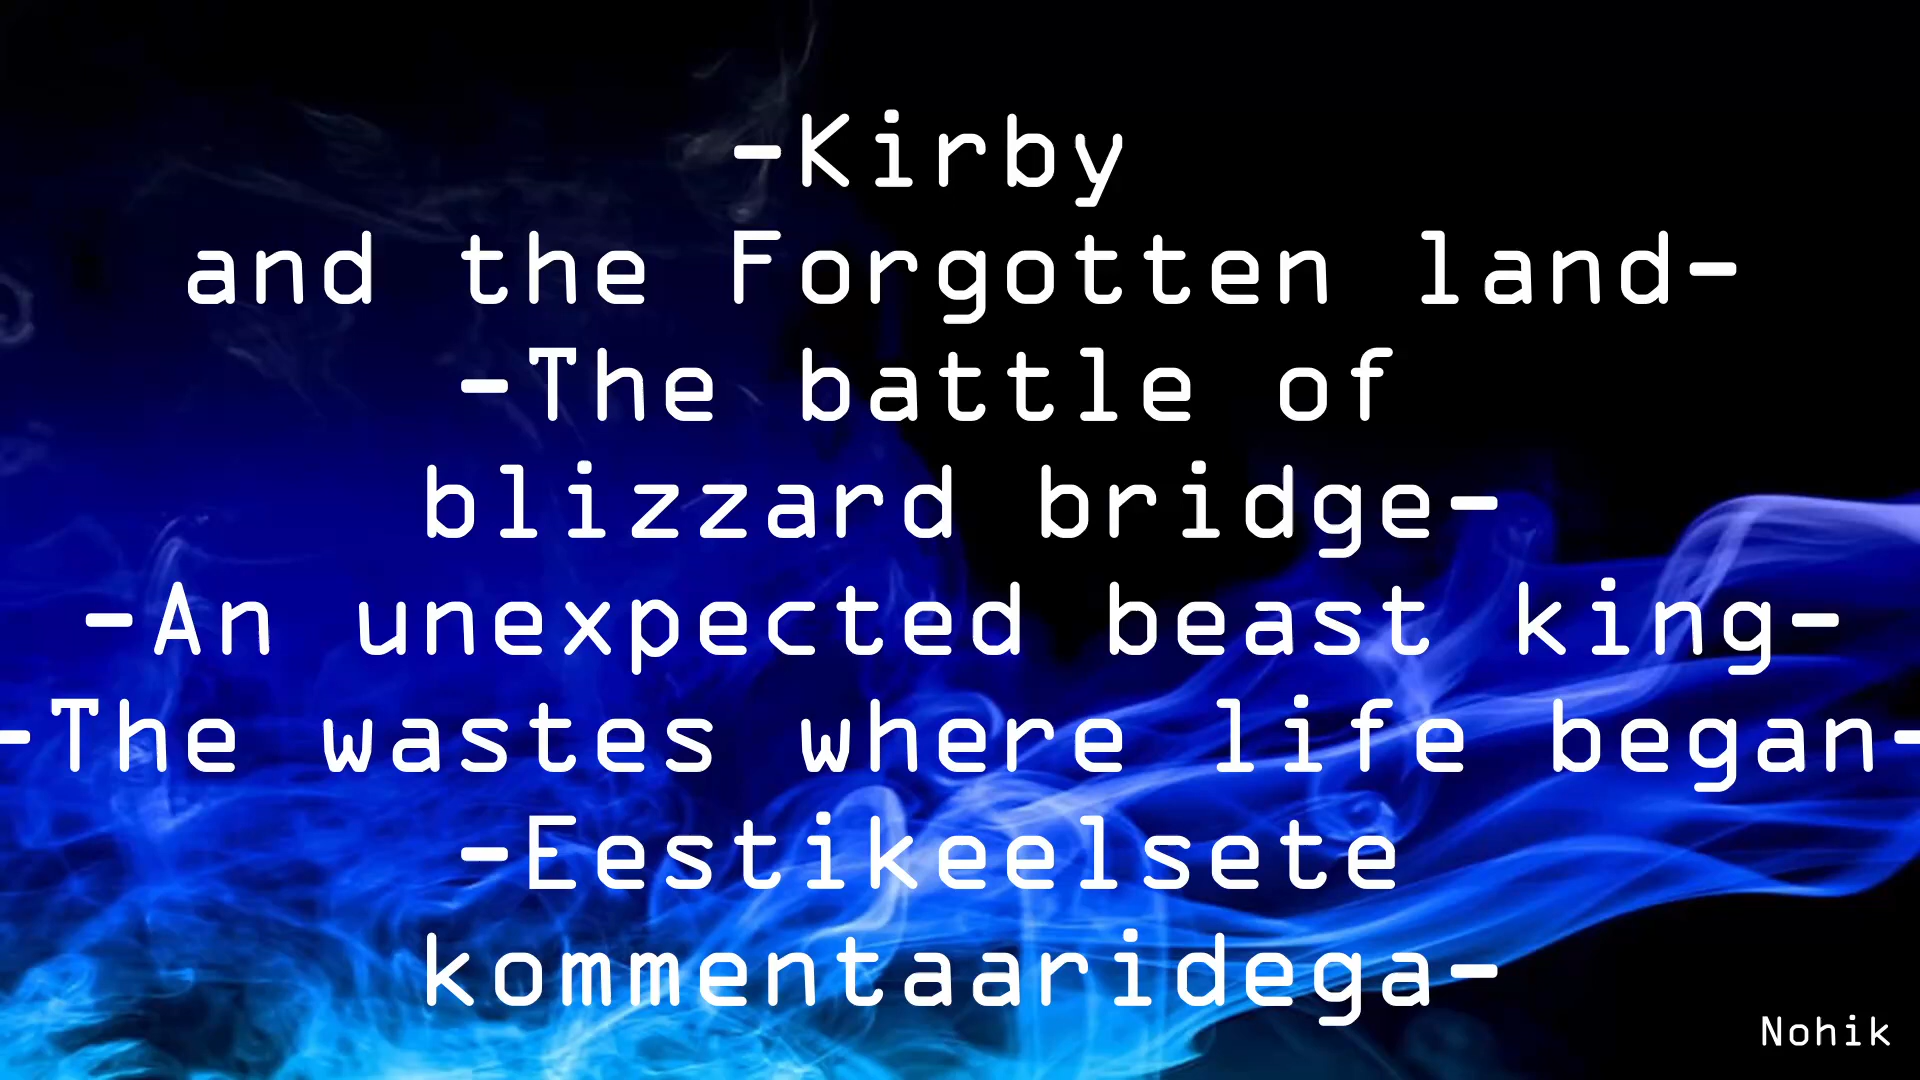 -Kirby
and the Forgotten land-
-The battle of
blizzard bridge-
-An unexpected beast king-
-The wastes where life began-
-Eestikeelsete
kommentaaridega-
Nohik